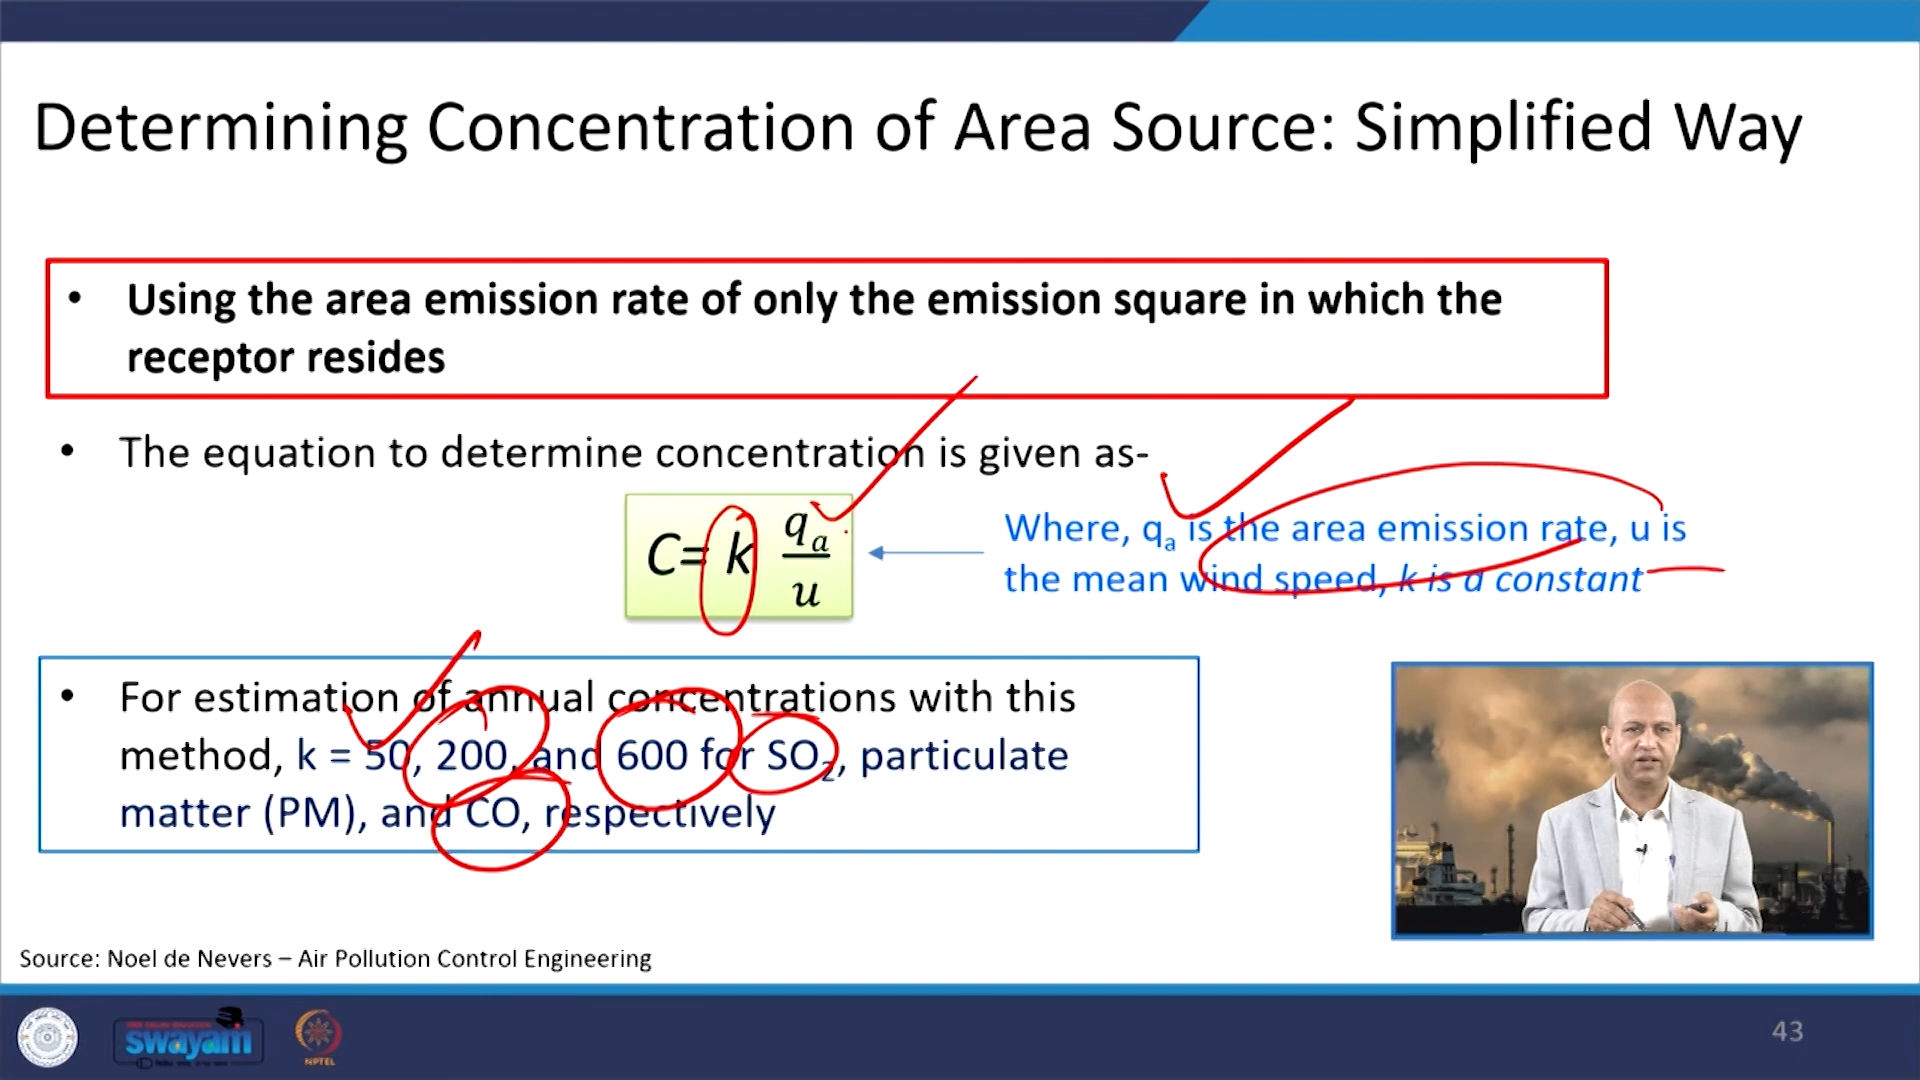 Determining Concentration of Area Source: Simplified Way
• Using the area emission rate of only the emission square in which the
receptor resides
• The equation to determine concentration is given as-
C= k qₐ/u
Where, qₐ is the area emission rate, u is
the mean wind speed, k is a constant
• For estimation of annual concentrations with this
method, k = 50, 200, and 600 for SO₂, particulate
matter (PM), and CO, respectively
Source: Noel de Nevers – Air Pollution Control Engineering
swayam
NPTEL
43